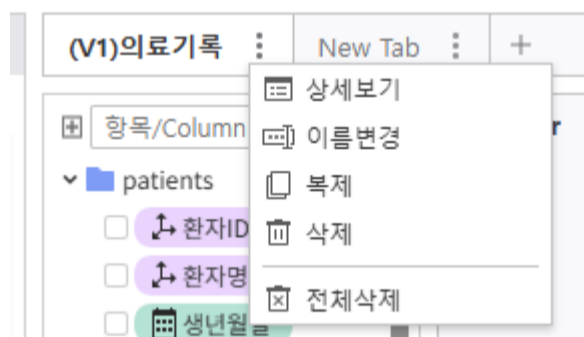 (V1)의료기록
New Tab
상세보기
항목/Column
이름변경
patients
복제
환자ID
삭제
환자명
전체삭제